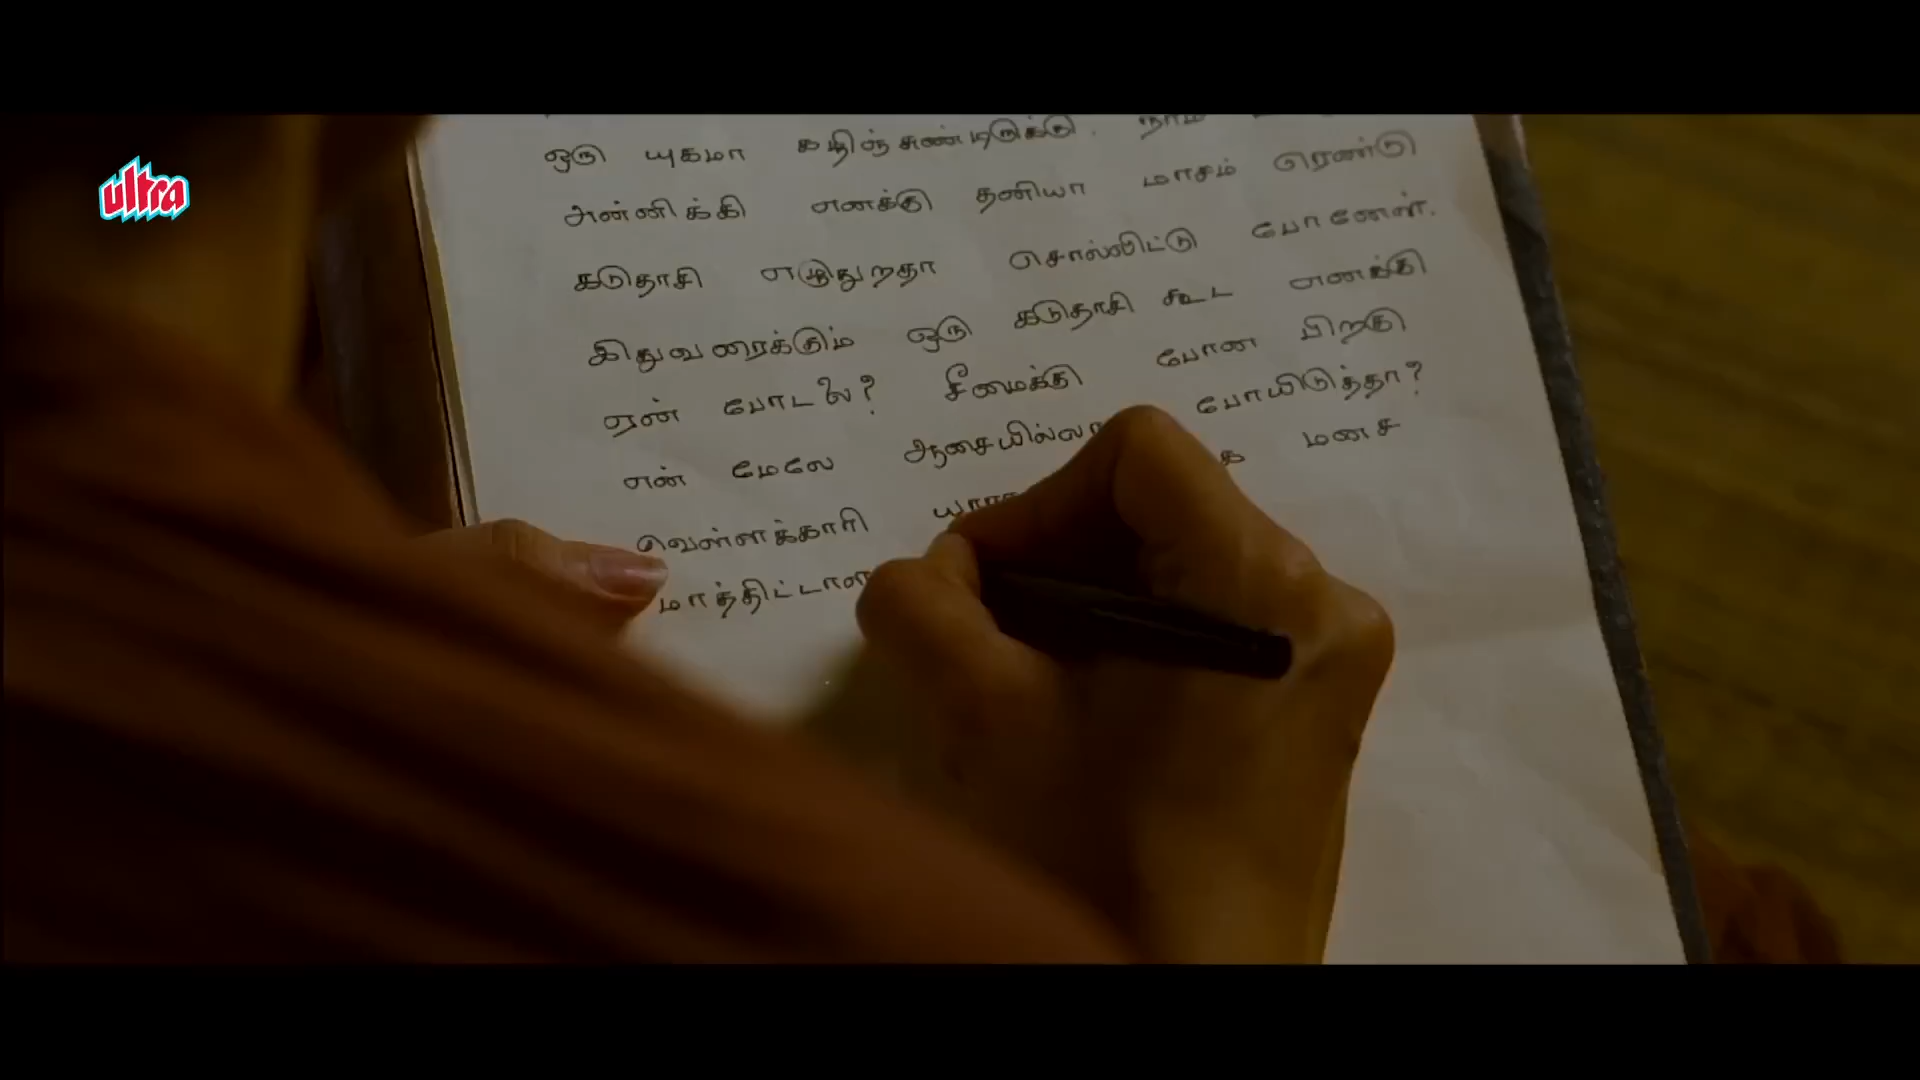 ultra
ஒரு யுகமா கழிஞ்சுண்டிருக்கு.
அன்னிக்கி எனக்கு தனியா மாசம் ரெண்டு
கடுதாசி எழுதுறதா சொல்லிட்டு போனேள்.
இதுவரைக்கும் ஒரு கடுதாசி கூட எனக்கி
ஏன் போடலை? சீமைக்கி போன பிறகு
என் மேலே ஆசையில்லா போயிடுத்தா?
வெள்ளக்காரி மனச
மாத்திட்டாளா